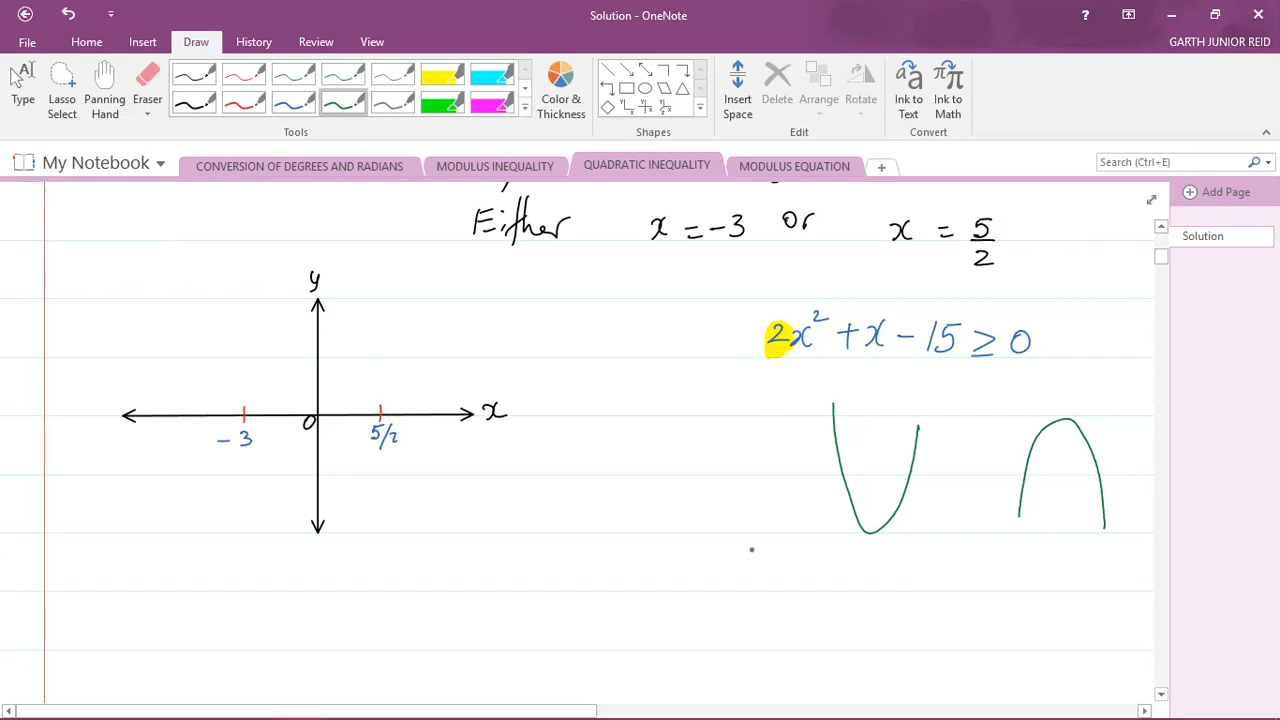 Solution - OneNote
GARTH JUNIOR REID
File Home Insert Draw History Review View
Type
Lasso Select
Panning Hand
Eraser
Color & Thickness
Insert Space
Delete
Arrange
Rotate
Ink to Text
Ink to Math
Tools
Shapes
Edit
Convert
My Notebook
CONVERSION OF DEGREES AND RADIANS
MODULUS INEQUALITY
QUADRATIC INEQUALITY
MODULUS EQUATION
Search (Ctrl+E)
Add Page
Solution
Either x = -3 or x = 5/2
y
2x² + x - 15 ≥ 0
x
0
- 3
5/2